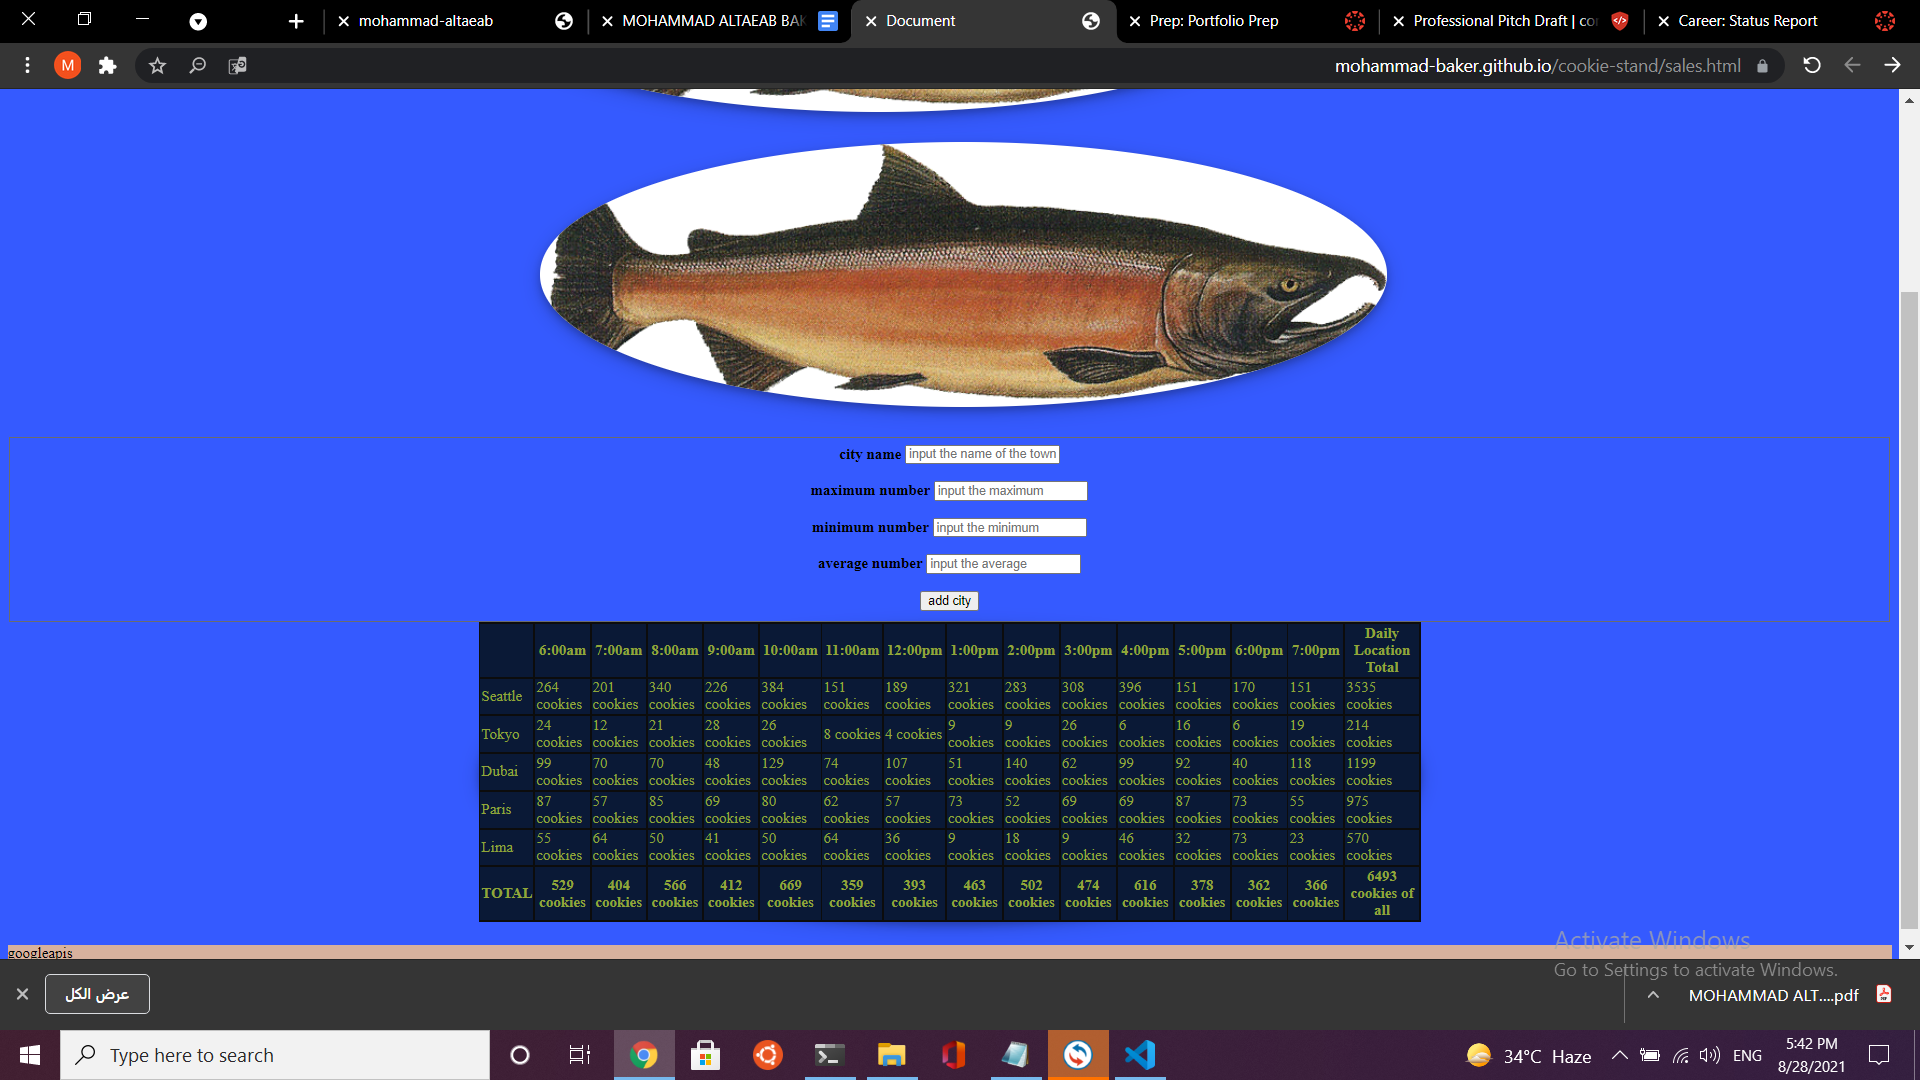 mohammad-altaeab
MOHAMMAD ALTAEAB BAK
Document
Prep: Portfolio Prep
Professional Pitch Draft | co
Career: Status Report
M
mohammad-baker.github.io/cookie-stand/sales.html
city name input the name of the town
maximum number input the maximum
minimum number input the minimum
average number input the average
add city
6:00am 7:00am 8:00am 9:00am 10:00am 11:00am 12:00pm 1:00pm 2:00pm 3:00pm 4:00pm 5:00pm 6:00pm 7:00pm Daily Location Total
Seattle 264 cookies 201 cookies 340 cookies 226 cookies 384 cookies 151 cookies 189 cookies 321 cookies 283 cookies 308 cookies 396 cookies 151 cookies 170 cookies 151 cookies 3535 cookies
Tokyo 24 cookies 12 cookies 21 cookies 28 cookies 26 cookies 8 cookies 4 cookies 9 cookies 9 cookies 26 cookies 6 cookies 16 cookies 6 cookies 19 cookies 214 cookies
Dubai 99 cookies 70 cookies 70 cookies 48 cookies 129 cookies 74 cookies 107 cookies 51 cookies 140 cookies 62 cookies 99 cookies 92 cookies 40 cookies 118 cookies 1199 cookies
Paris 87 cookies 57 cookies 85 cookies 69 cookies 80 cookies 62 cookies 57 cookies 73 cookies 52 cookies 69 cookies 69 cookies 87 cookies 73 cookies 55 cookies 975 cookies
Lima 55 cookies 64 cookies 50 cookies 41 cookies 50 cookies 64 cookies 36 cookies 9 cookies 18 cookies 9 cookies 46 cookies 32 cookies 73 cookies 23 cookies 570 cookies
TOTAL 529 cookies 404 cookies 566 cookies 412 cookies 669 cookies 359 cookies 393 cookies 463 cookies 502 cookies 474 cookies 616 cookies 378 cookies 362 cookies 366 cookies 6493 cookies of all
googleapis
Activate Windows
Go to Settings to activate Windows.
عرض الكل
MOHAMMAD ALT....pdf
Type here to search
34°C Haze
ENG
5:42 PM
8/28/2021